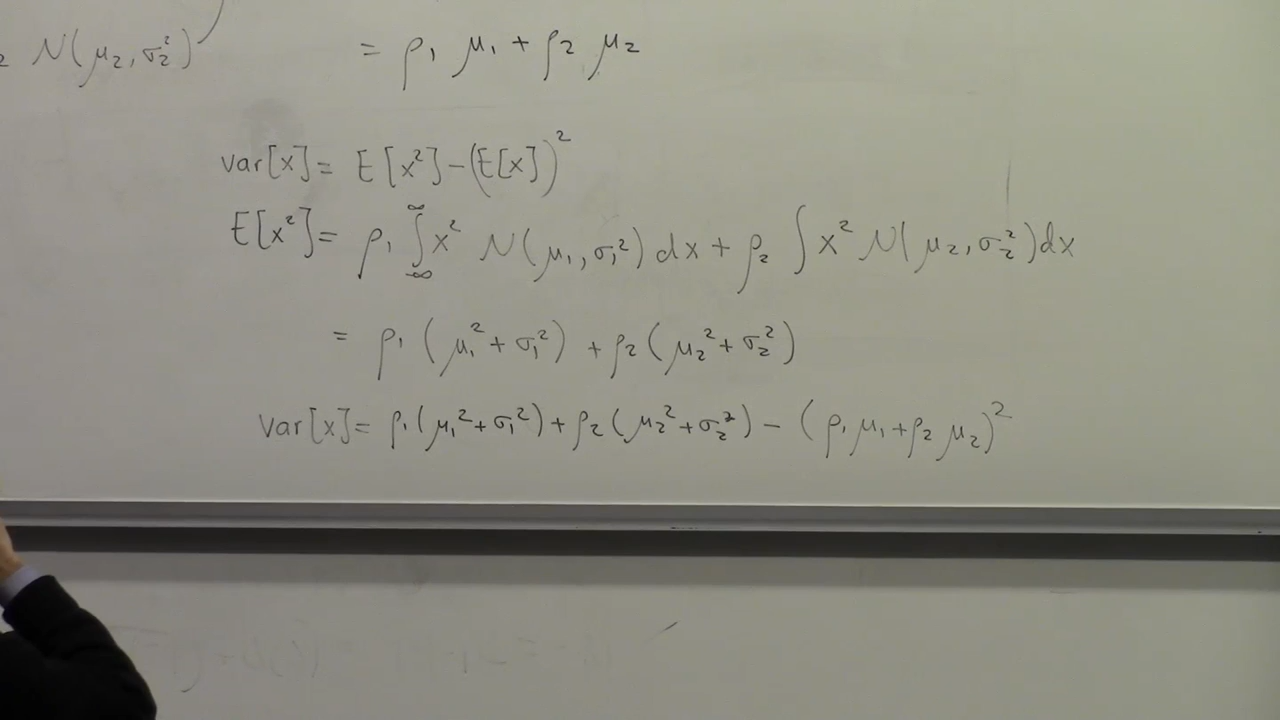 N(μ₂, σ₂²) = ρ₁ μ₁ + ρ₂ μ₂
var[x] = E[x²] - (E[x])²
E[x²] = ρ₁ ∫_{-∞}^{∞} x² N(μ₁, σ₁²) dx + ρ₂ ∫ x² N(μ₂, σ₂²) dx
= ρ₁ (μ₁² + σ₁²) + ρ₂ (μ₂² + σ₂²)
var[x] = ρ₁ (μ₁² + σ₁²) + ρ₂ (μ₂² + σ₂²) - (ρ₁ μ₁ + ρ₂ μ₂)²